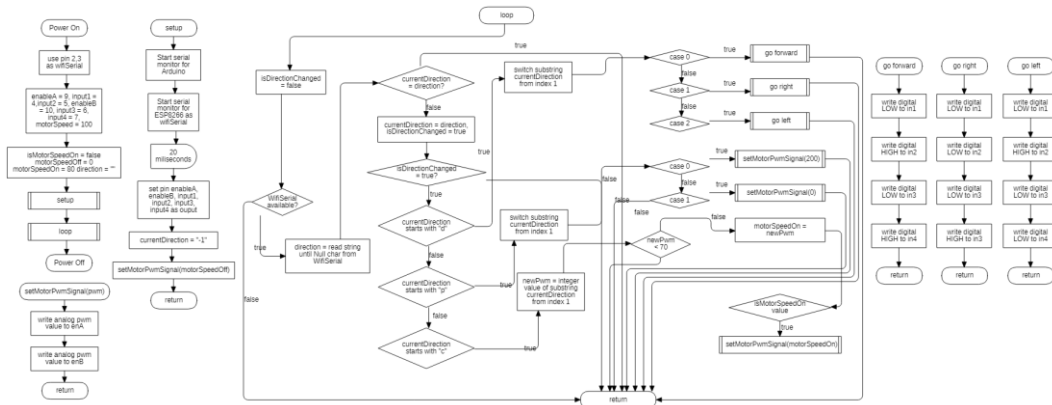 Power On
use pin 2,3
as wifiSerial
enableA = 9, input1 =
4,input2 = 5, enableB
= 10, input3 = 6,
input4 = 7,
motorSpeed = 100
isMotorSpeedOn = false
motorSpeedOff = 0
motorSpeedOn = 80 direction = ""
setup
loop
Power Off
setMotorPwmSignal(pwm)
write analog pwm
value to enA
write analog pwm
value to enB
return
setup
Start serial
monitor for
Arduino
Start serial
monitor for
ESP8266 as
wifiSerial
20
miliseconds
set pin enableA,
enableB, input1,
input2, input3,
input4 as ouput
currentDirection = "-1"
setMotorPwmSignal(motorSpeedOff)
return
loop
isDirectionChanged
= false
WifiSerial
available?
false
true
direction = read string
until Null char from
WifiSerial
currentDirection
= direction?
true
false
currentDirection = direction,
isDirectionChanged = true
isDirectionChanged
= true?
true
false
currentDirection
starts with "d"
true
false
currentDirection
starts with "p"
true
false
currentDirection
starts with "c"
true
switch substring
currentDirection
from index 1
switch substring
currentDirection
from index 1
newPwm = integer
value of substring
currentDirection
from index 1
case 0
true
go forward
false
case 1
true
go right
false
case 2
true
go left
false
case 0
true
setMotorPwmSignal(200)
false
case 1
true
setMotorPwmSignal(0)
false
newPwm
< 70
false
motorSpeedOn =
newPwm
isMotorSpeedOn
value
true
setMotorPwmSignal(motorSpeedOn)
return
go forward
write digital
LOW to in1
write digital
HIGH to in2
write digital
LOW to in3
write digital
HIGH to in4
return
go right
write digital
LOW to in1
write digital
LOW to in2
write digital
LOW to in3
write digital
HIGH to in3
return
go left
write digital
LOW to in1
write digital
HIGH to in2
write digital
LOW to in3
write digital
LOW to in4
return